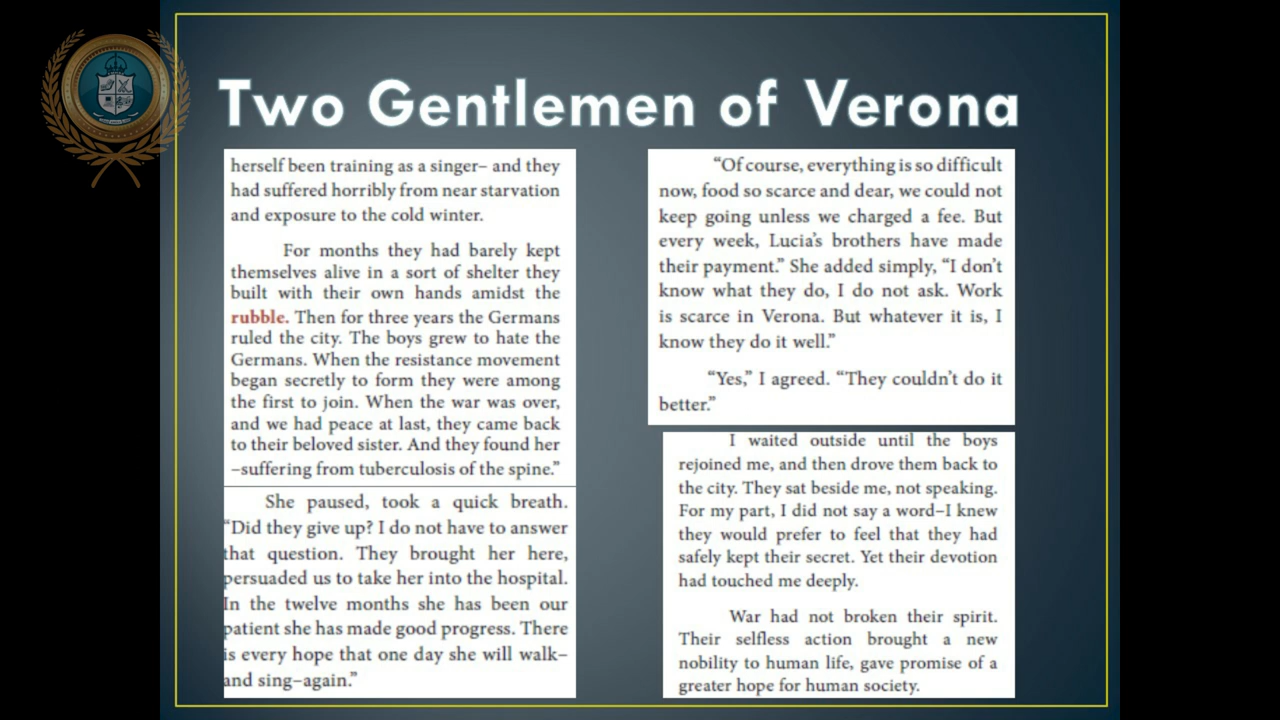 Two Gentlemen of Verona
herself been training as a singer– and they
had suffered horribly from near starvation
and exposure to the cold winter.
For months they had barely kept
themselves alive in a sort of shelter they
built with their own hands amidst the
rubble. Then for three years the Germans
ruled the city. The boys grew to hate the
Germans. When the resistance movement
began secretly to form they were among
the first to join. When the war was over,
and we had peace at last, they came back
to their beloved sister. And they found her
–suffering from tuberculosis of the spine.”
She paused, took a quick breath.
“Did they give up? I do not have to answer
that question. They brought her here,
persuaded us to take her into the hospital.
In the twelve months she has been our
patient she has made good progress. There
is every hope that one day she will walk–
and sing–again.”
“Of course, everything is so difficult
now, food so scarce and dear, we could not
keep going unless we charged a fee. But
every week, Lucia’s brothers have made
their payment.” She added simply, “I don’t
know what they do, I do not ask. Work
is scarce in Verona. But whatever it is, I
know they do it well.”
“Yes,” I agreed. “They couldn’t do it
better.”
I waited outside until the boys
rejoined me, and then drove them back to
the city. They sat beside me, not speaking.
For my part, I did not say a word–I knew
they would prefer to feel that they had
safely kept their secret. Yet their devotion
had touched me deeply.
War had not broken their spirit.
Their selfless action brought a new
nobility to human life, gave promise of a
greater hope for human society.